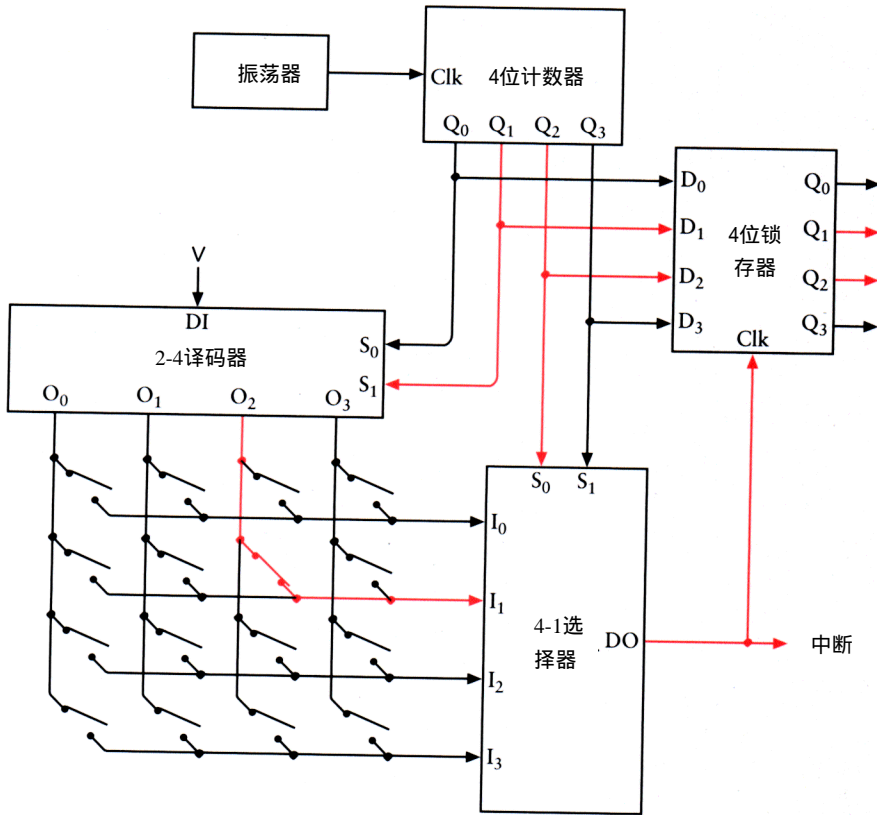 振荡器
Clk
4位计数器
Q0 Q1 Q2 Q3
D0
Q0
D1
4位锁
Q1
存器
D2
Q2
D3
Q3
Clk
V
DI
2-4译码器
S0
S1
O0 O1 O2 O3
S0 S1
I0
I1
4-1选
择器
DO
中断
I2
I3